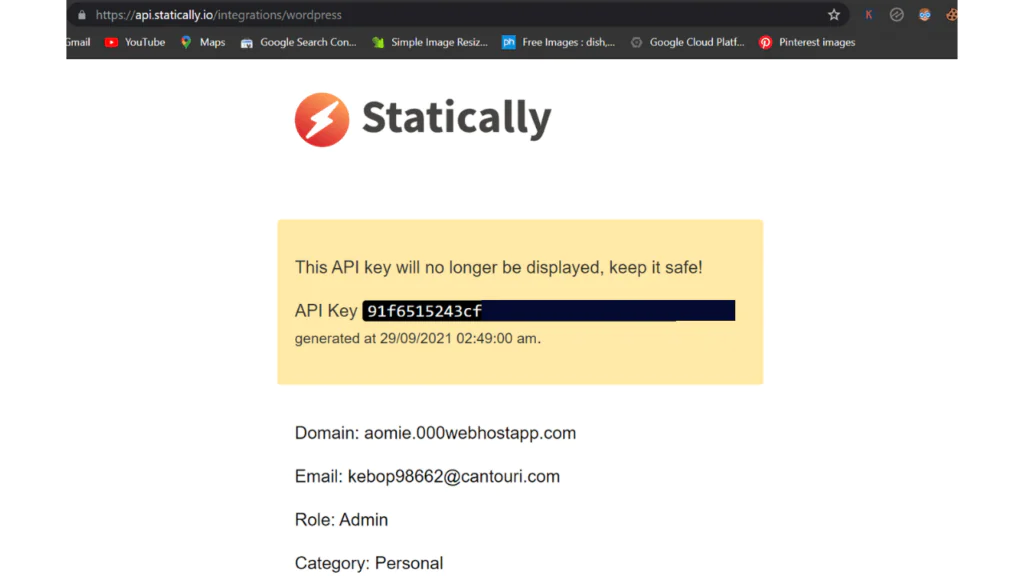 https://api.statically.io/integrations/wordpress
Gmail YouTube Maps Google Search Con... Simple Image Resiz... ph Free Images : dish,... Google Cloud Platf... Pinterest images
Statically
This API key will no longer be displayed, keep it safe!
API Key 91f6515243cf
generated at 29/09/2021 02:49:00 am.
Domain: aomie.000webhostapp.com
Email: kebop98662@cantouri.com
Role: Admin
Category: Personal